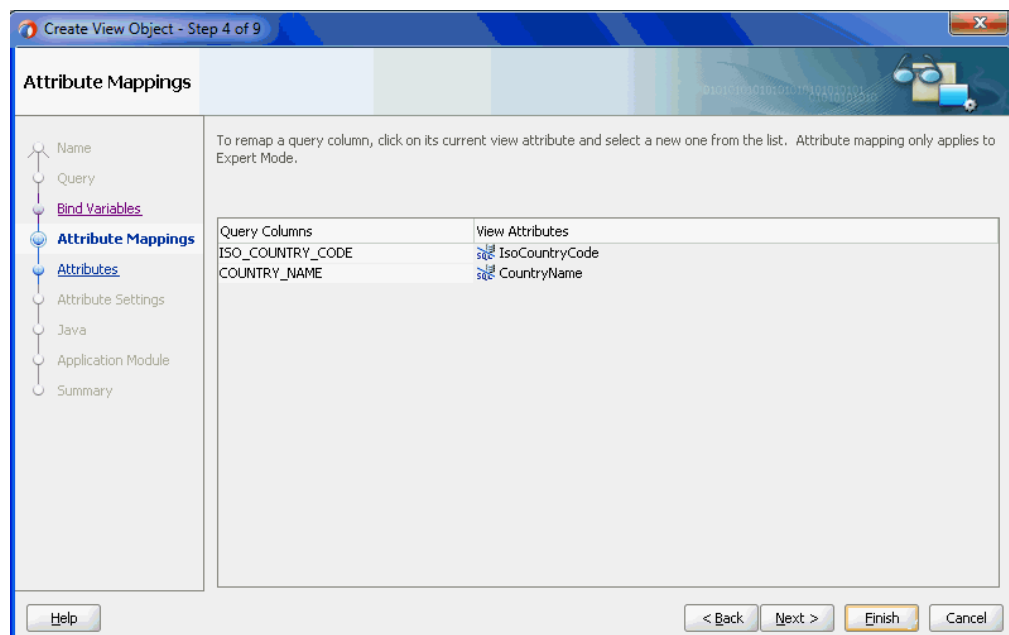 Create View Object - Step 4 of 9
Attribute Mappings
Name
Query
Bind Variables
Attribute Mappings
Attributes
Attribute Settings
Java
Application Module
Summary
To remap a query column, click on its current view attribute and select a new one from the list. Attribute mapping only applies to
Expert Mode.
Query Columns View Attributes
ISO_COUNTRY_CODE IsoCountryCode
COUNTRY_NAME CountryName
Help < Back Next > Finish Cancel